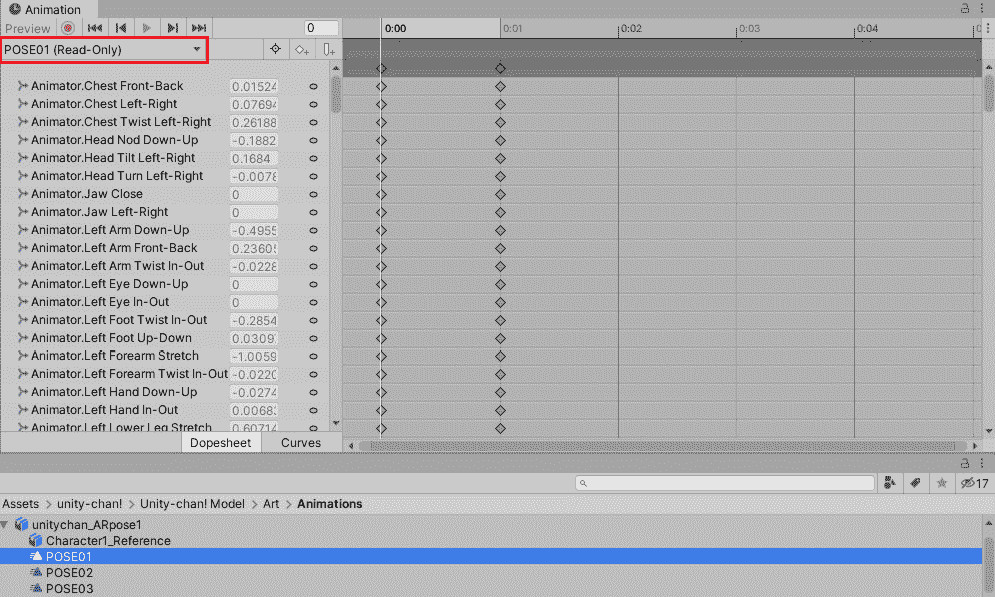 Animation
Preview 0 0:00 0:01 0:02 0:03 0:04
POSE01 (Read-Only)
Animator.Chest Front-Back 0.01524
Animator.Chest Left-Right 0.07694
Animator.Chest Twist Left-Right 0.26188
Animator.Head Nod Down-Up -0.1882
Animator.Head Tilt Left-Right 0.1684
Animator.Head Turn Left-Right -0.0078
Animator.Jaw Close 0
Animator.Jaw Left-Right 0
Animator.Left Arm Down-Up -0.4955
Animator.Left Arm Front-Back 0.23605
Animator.Left Arm Twist In-Out -0.0228
Animator.Left Eye Down-Up 0
Animator.Left Eye In-Out 0
Animator.Left Foot Twist In-Out -0.2854
Animator.Left Foot Up-Down 0.0309
Animator.Left Forearm Stretch -1.0059
Animator.Left Forearm Twist In-Out -0.0220
Animator.Left Hand Down-Up -0.0274
Animator.Left Hand In-Out 0.0068
Animator.Left Lower Leg Stretch 0.60714
Dopesheet Curves
17
Assets > unity-chan! > Unity-chan! Model > Art > Animations
unitychan_ARpose1
Character1_Reference
POSE01
POSE02
POSE03